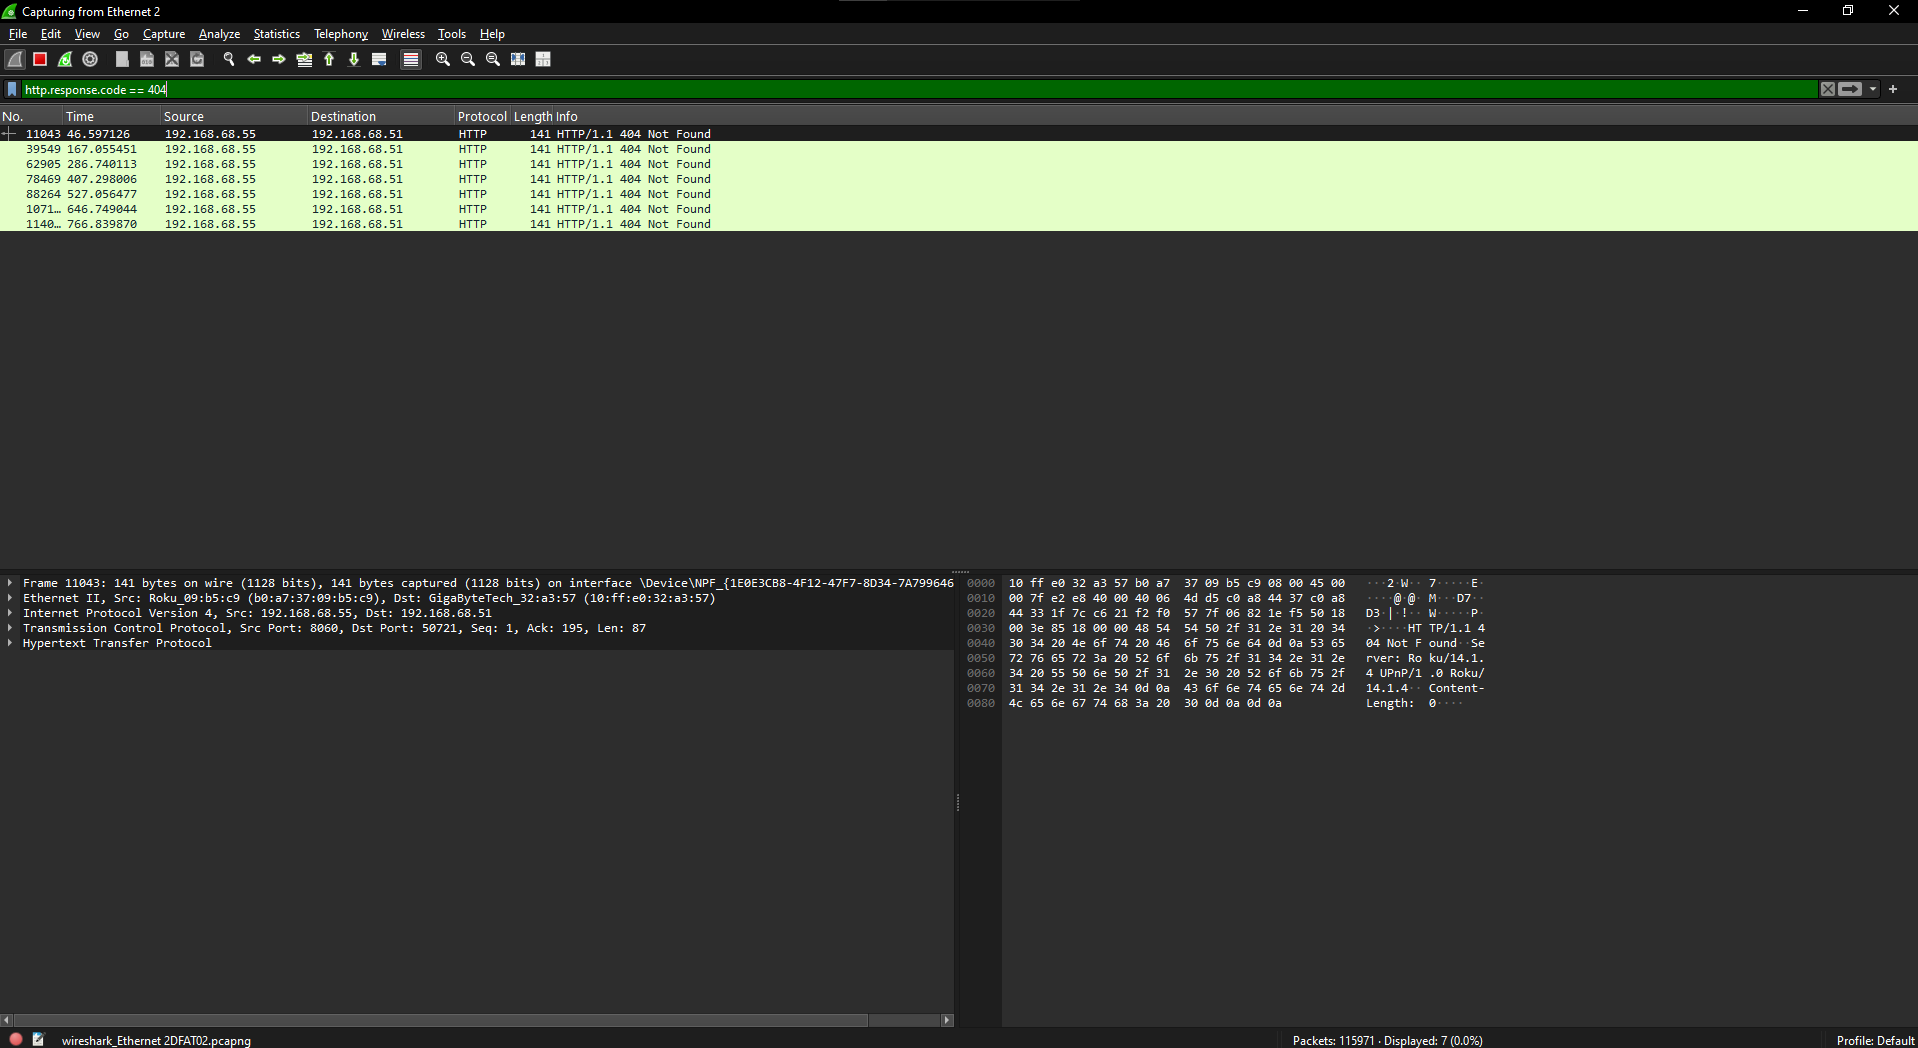 Capturing from Ethernet 2
File Edit View Go Capture Analyze Statistics Telephony Wireless Tools Help
http.response.code == 404
No. Time Source Destination Protocol Length Info
11043 46.597126 192.168.68.55 192.168.68.51 HTTP 141 HTTP/1.1 404 Not Found
39549 167.055451 192.168.68.55 192.168.68.51 HTTP 141 HTTP/1.1 404 Not Found
62905 286.740113 192.168.68.55 192.168.68.51 HTTP 141 HTTP/1.1 404 Not Found
78469 407.298006 192.168.68.55 192.168.68.51 HTTP 141 HTTP/1.1 404 Not Found
88264 527.056477 192.168.68.55 192.168.68.51 HTTP 141 HTTP/1.1 404 Not Found
1071… 646.749044 192.168.68.55 192.168.68.51 HTTP 141 HTTP/1.1 404 Not Found
1140… 766.839870 192.168.68.55 192.168.68.51 HTTP 141 HTTP/1.1 404 Not Found
Frame 11043: 141 bytes on wire (1128 bits), 141 bytes captured (1128 bits) on interface \Device\NPF_{1E0E3CB8-4F12-47F7-8D34-7A799646
Ethernet II, Src: Roku_09:b5:c9 (b0:a7:37:09:b5:c9), Dst: GigaByteTech_32:a3:57 (10:ff:e0:32:a3:57)
Internet Protocol Version 4, Src: 192.168.68.55, Dst: 192.168.68.51
Transmission Control Protocol, Src Port: 8060, Dst Port: 50721, Seq: 1, Ack: 195, Len: 87
Hypertext Transfer Protocol
0000 10 ff e0 32 a3 57 b0 a7 37 09 b5 c9 08 00 45 00 ···2·W·· 7·····E·
0010 00 7f e2 e8 40 00 40 06 4d d5 c0 a8 44 37 c0 a8 ····@·@· M···D7··
0020 44 33 1f 7c c6 21 f2 f0 57 7f 06 82 1e f5 50 18 D3·|·!·· W·····P·
0030 00 3e 85 18 00 00 48 54 54 50 2f 31 2e 31 20 34 ·>····HT TP/1.1 4
0040 30 34 20 4e 6f 74 20 46 6f 75 6e 64 0d 0a 53 65 04 Not F ound··Se
0050 72 76 65 72 3a 20 52 6f 6b 75 2f 31 34 2e 31 2e rver: Ro ku/14.1.
0060 34 20 55 50 6e 50 2f 31 2e 30 20 52 6f 6b 75 2f 4 UPnP/1 .0 Roku/
0070 31 34 2e 31 2e 34 0d 0a 43 6f 6e 74 65 6e 74 2d 14.1.4·· Content-
0080 4c 65 6e 67 74 68 3a 20 30 0d 0a 0d 0a Length: 0····
wireshark_Ethernet 2DFAT02.pcapng
Packets: 115971 · Displayed: 7 (0.0%)
Profile: Default